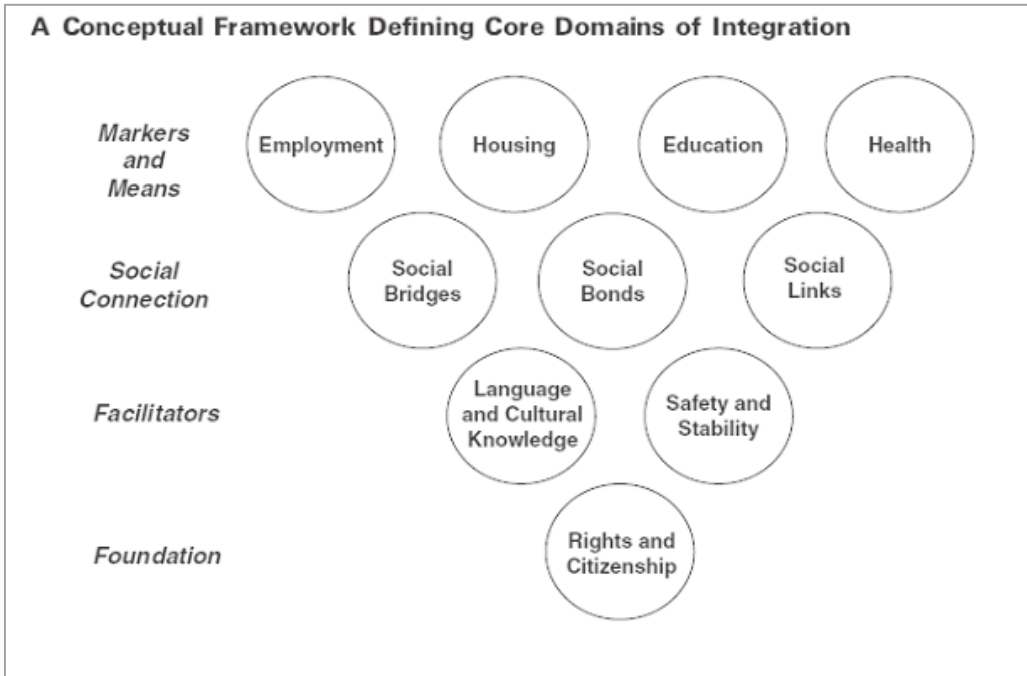 A Conceptual Framework Defining Core Domains of Integration
Markers
and
Means
Employment
Housing
Education
Health
Social
Connection
Social
Bridges
Social
Bonds
Social
Links
Facilitators
Language
and Cultural
Knowledge
Safety and
Stability
Foundation
Rights and
Citizenship